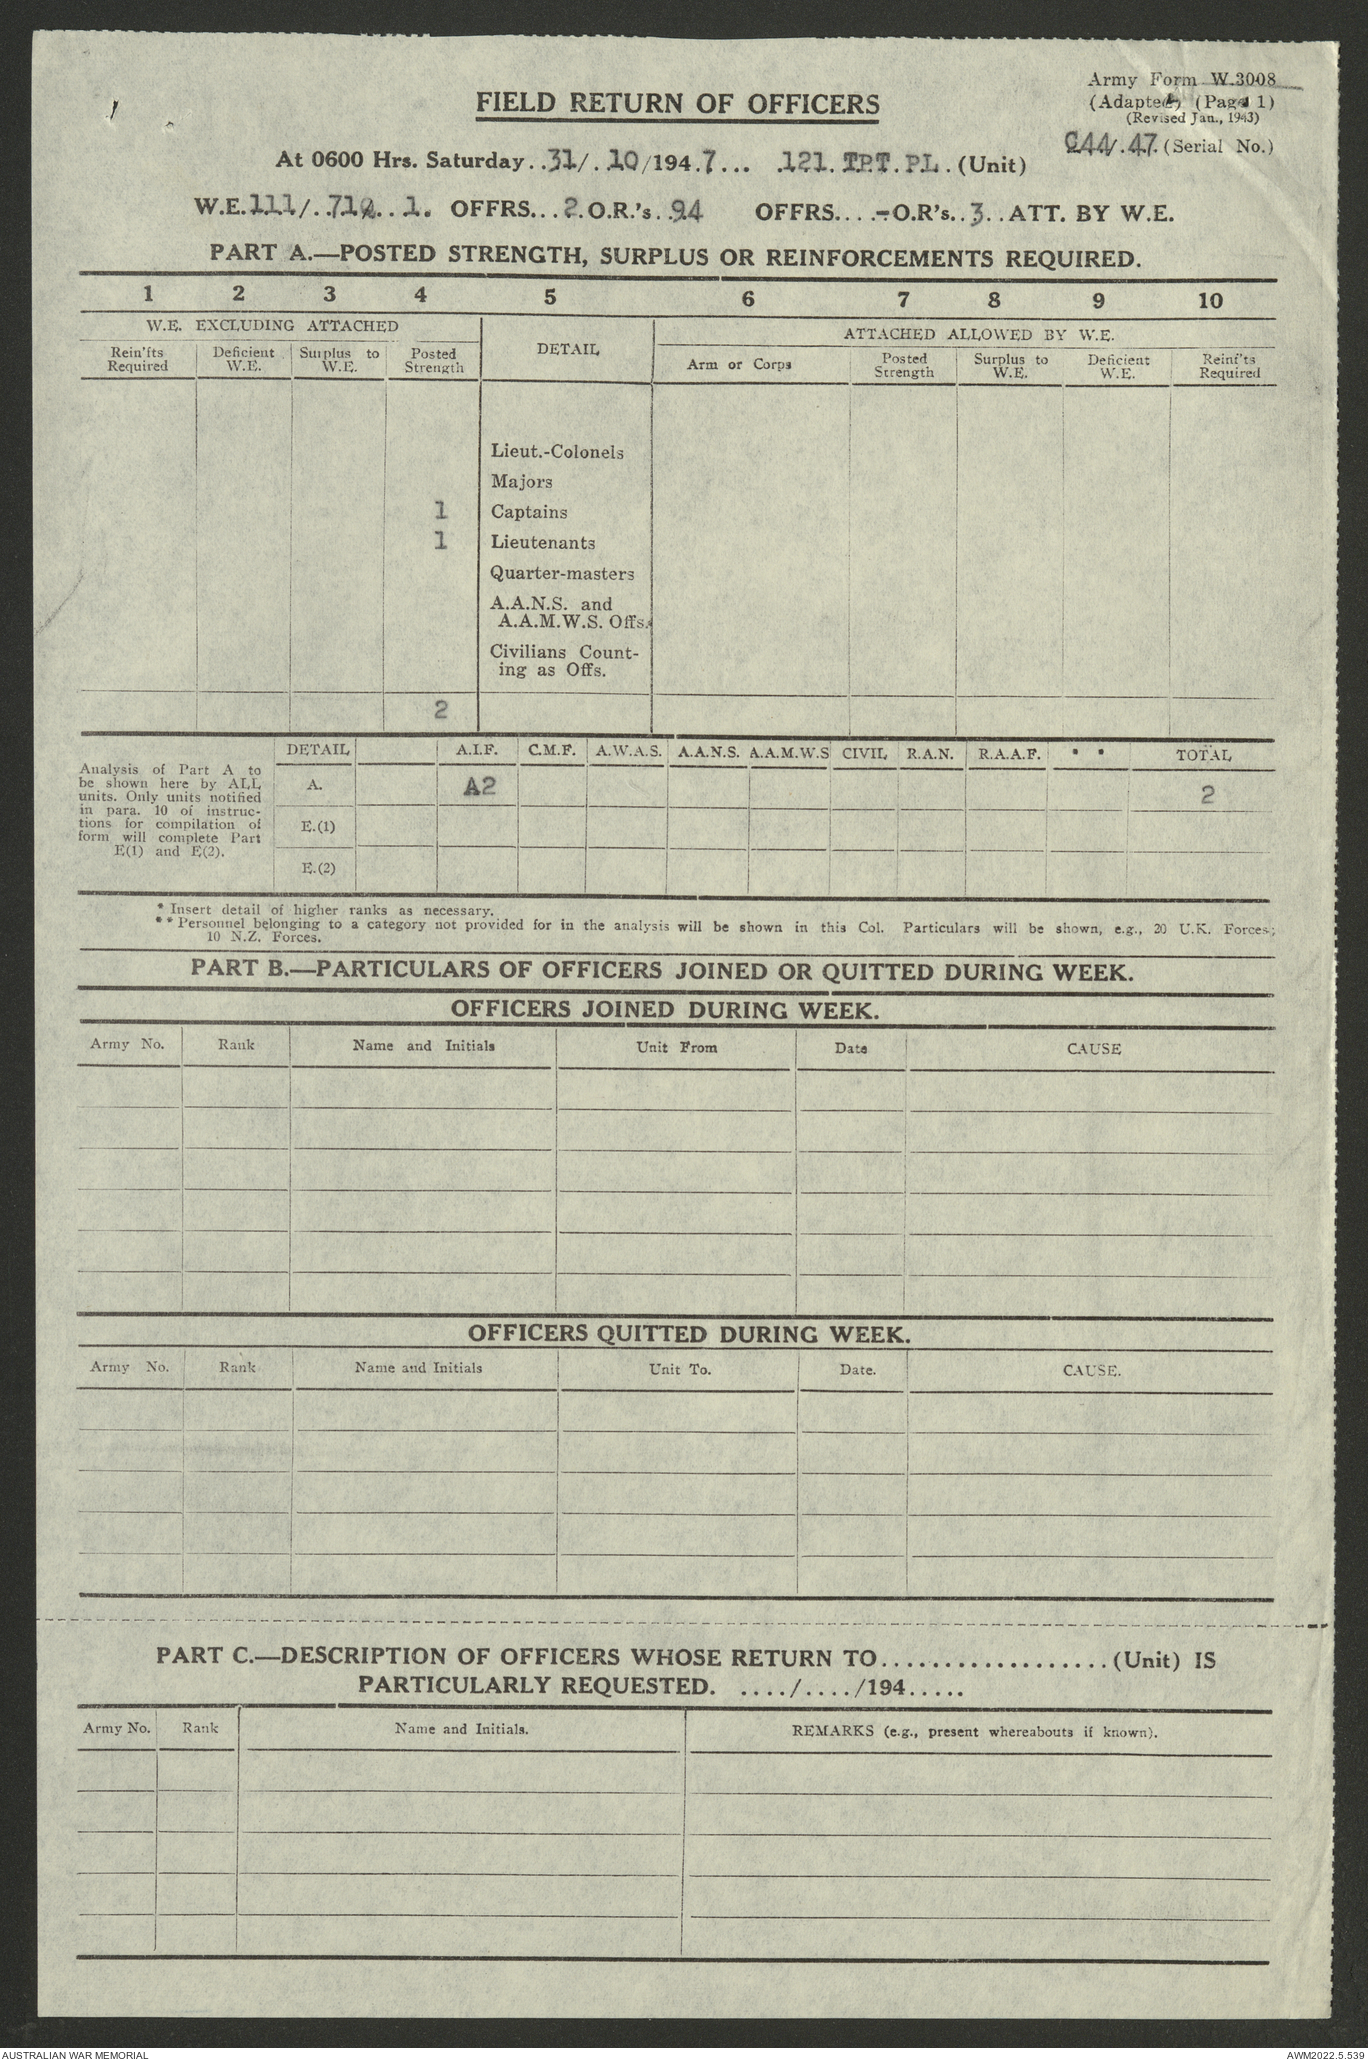 Army Form W.3008
FIELD RETURN OF OFFICERS
(Adapted) (Page 1)
(Revised Jan., 1943)
At 0600 Hrs. Saturday..31/.10/194.7... .121.TPT.PL.(Unit)
.47.(Serial No.)
W.E.111/. OFFRS...2.O.R.'s..94 OFFRS....-O.R's..3..ATT. BY W.E.
PART A.—POSTED STRENGTH, SURPLUS OR REINFORCEMENTS REQUIRED.
1 2 3 4 5 6 7 8 9 10
W.E. EXCLUDING ATTACHED DETAIL ATTACHED ALLOWED BY W.E.
Rein'fts Required Deficient W.E. Surplus to W.E. Posted Strength Arm or Corps Posted Strength Surplus to W.E. Deficient W.E. Reinf'ts Required
Lieut.-Colonels
Majors
1 Captains
1 Lieutenants
Quarter-masters
A.A.N.S. and
A.A.M.W.S. Offs.
Civilians Count-
ing as Offs.
2
DETAIL A.I.F. C.M.F. A.W.A.S. A.A.N.S. A.A.M.W.S CIVIL R.A.N. R.A.A.F. * * TOTAL
Analysis of Part A to
be shown here by ALL
units. Only units notified
in para. 10 of instruc-
tions for compilation of
form will complete Part
E(1) and E(2).
A. A2 2
E.(1)
E.(2)
* Insert detail of higher ranks as necessary.
** Personnel belonging to a category not provided for in the analysis will be shown in this Col. Particulars will be shown, e.g., 20 U.K. Forces;
10 N.Z. Forces.
PART B.—PARTICULARS OF OFFICERS JOINED OR QUITTED DURING WEEK.
OFFICERS JOINED DURING WEEK.
Army No. Rank Name and Initials Unit From Date CAUSE
OFFICERS QUITTED DURING WEEK.
Army No. Rank Name and Initials Unit To. Date. CAUSE.
PART C.—DESCRIPTION OF OFFICERS WHOSE RETURN TO..................(Unit) IS
PARTICULARLY REQUESTED. ..../..../194.....
Army No. Rank Name and Initials. REMARKS (e.g., present whereabouts if known).
AUSTRALIAN WAR MEMORIAL AWM2022.5.539